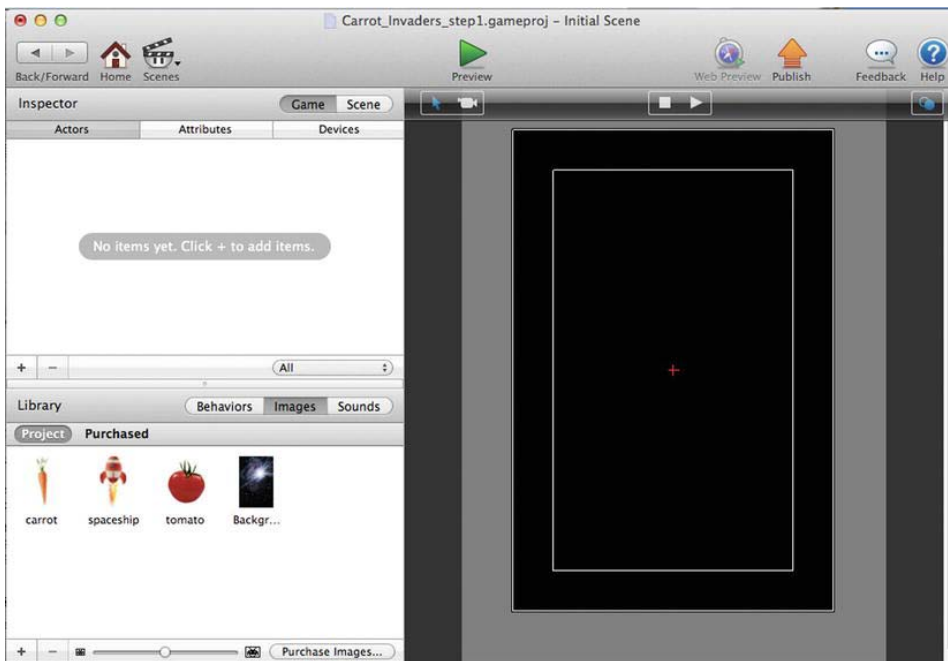 Carrot_Invaders_step1.gameproj - Initial Scene
Back/Forward Home Scenes Preview Web Preview Publish Feedback Help
Inspector Game Scene
Actors Attributes Devices
No items yet. Click + to add items.
+ − All
Library Behaviors Images Sounds
Project Purchased
carrot spaceship tomato Backgr...
+ − Purchase Images...